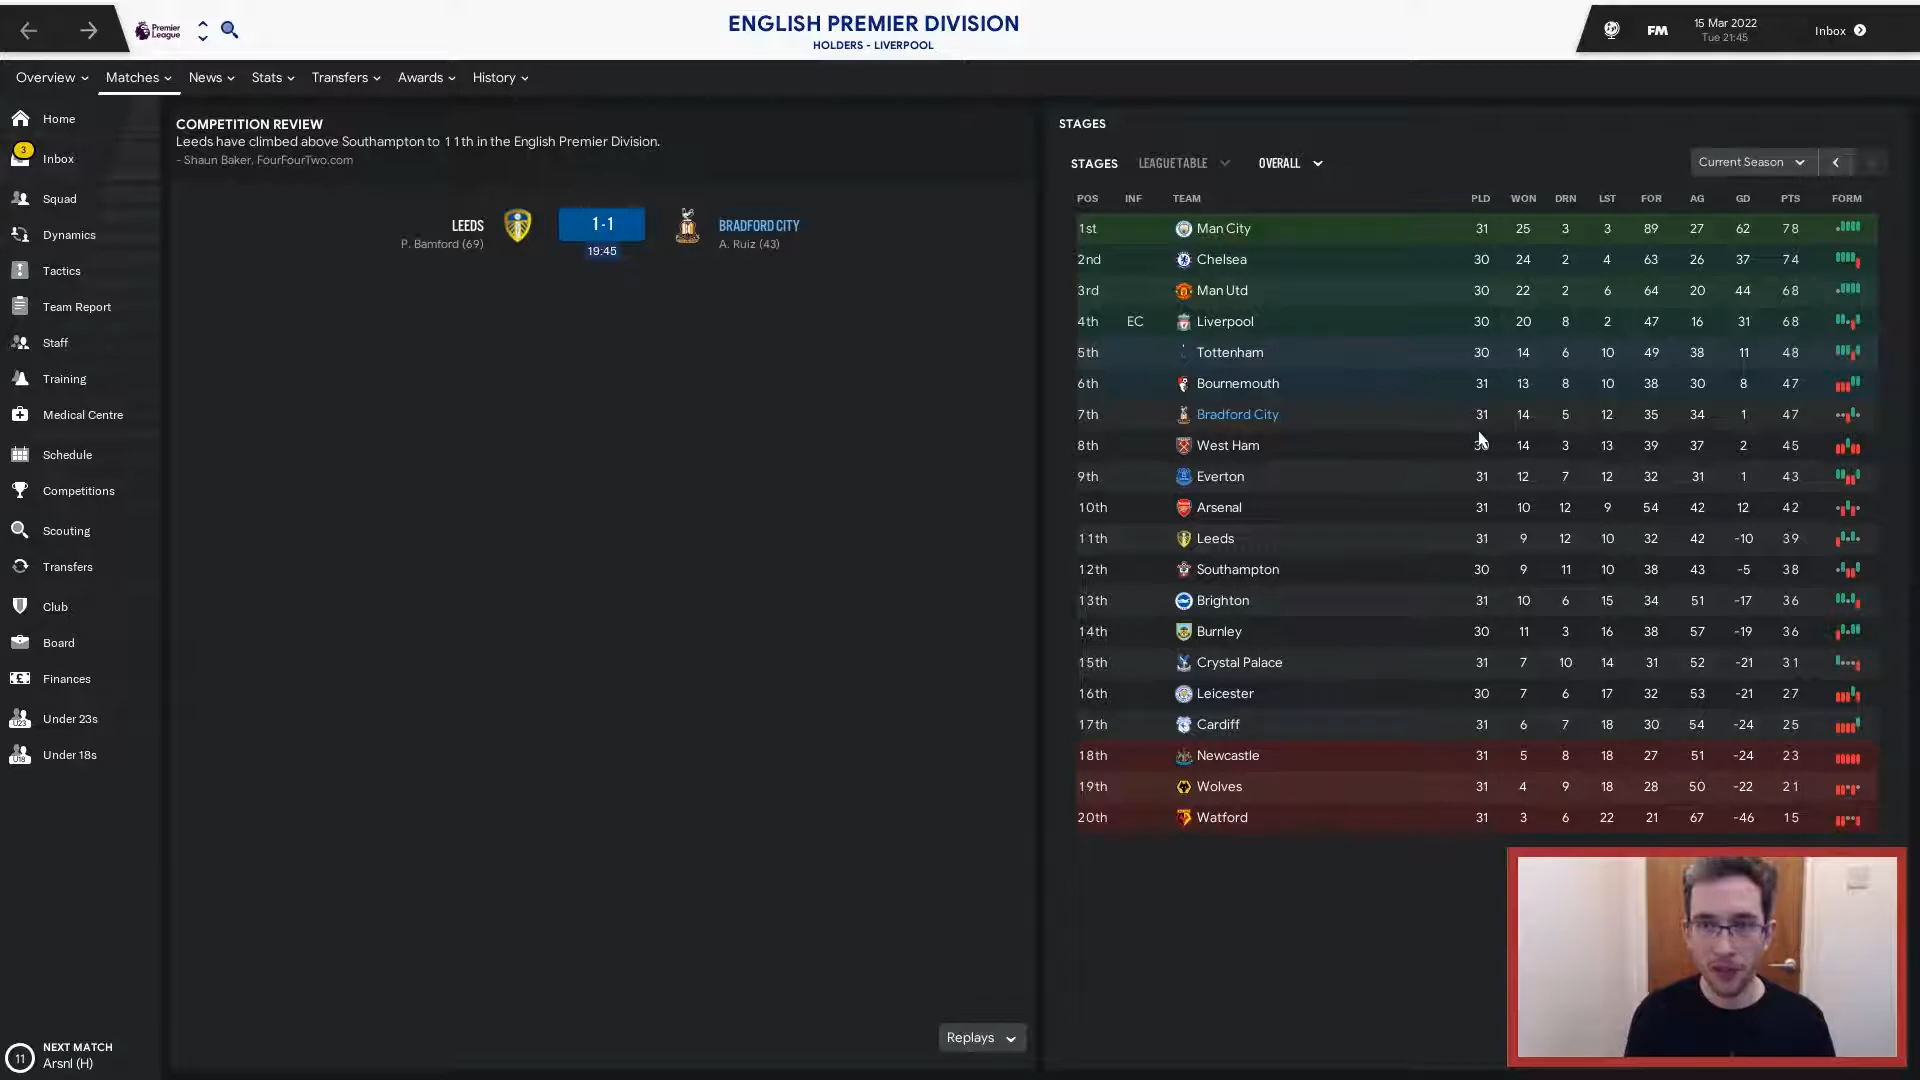 Premier League
ENGLISH PREMIER DIVISION
HOLDERS - LIVERPOOL
FM
15 Mar 2022
Tue 21:45
Inbox
Overview Matches News Stats Transfers Awards History
Home
3
Inbox
Squad
Dynamics
Tactics
Team Report
Staff
Training
Medical Centre
Schedule
Competitions
Scouting
Transfers
Club
Board
Finances
U23
Under 23s
U18
Under 18s
NEXT MATCH
11
Arsnl (H)
COMPETITION REVIEW
Leeds have climbed above Southampton to 11th in the English Premier Division.
- Shaun Baker, FourFourTwo.com
LEEDS 1-1 BRADFORD CITY
P. Bamford (69) A. Ruiz (43)
19:45
Replays
STAGES
STAGES LEAGUE TABLE OVERALL Current Season
POS INF TEAM PLD WON DRN LST FOR AG GD PTS FORM
1st Man City 31 25 3 3 89 27 62 78
2nd Chelsea 30 24 2 4 63 26 37 74
3rd Man Utd 30 22 2 6 64 20 44 68
4th EC Liverpool 30 20 8 2 47 16 31 68
5th Tottenham 30 14 6 10 49 38 11 48
6th Bournemouth 31 13 8 10 38 30 8 47
7th Bradford City 31 14 5 12 35 34 1 47
8th West Ham 30 14 3 13 39 37 2 45
9th Everton 31 12 7 12 32 31 1 43
10th Arsenal 31 10 12 9 54 42 12 42
11th Leeds 31 9 12 10 32 42 -10 39
12th Southampton 30 9 11 10 38 43 -5 38
13th Brighton 31 10 6 15 34 51 -17 36
14th Burnley 30 11 3 16 38 57 -19 36
15th Crystal Palace 31 7 10 14 31 52 -21 31
16th Leicester 30 7 6 17 32 53 -21 27
17th Cardiff 31 6 7 18 30 54 -24 25
18th Newcastle 31 5 8 18 27 51 -24 23
19th Wolves 31 4 9 18 28 50 -22 21
20th Watford 31 3 6 22 21 67 -46 15